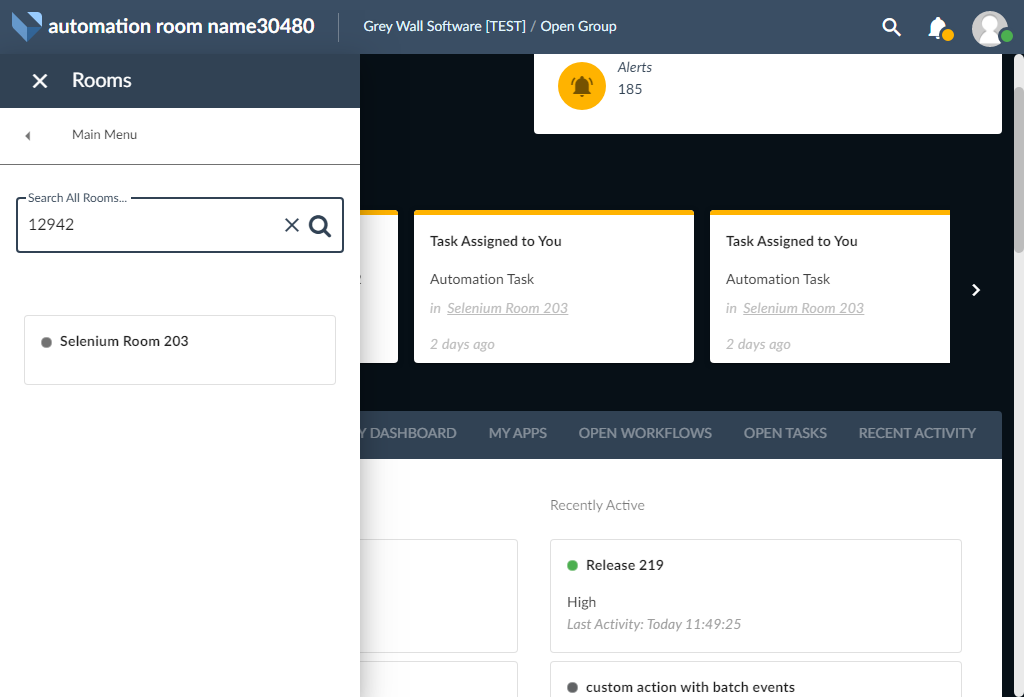 automation room name30480
Grey Wall Software [TEST] / Open Group
Rooms
Main Menu
Search All Rooms...
12942
Selenium Room 203
Alerts
185
Task Assigned to You
Automation Task
in Selenium Room 203
2 days ago
Task Assigned to You
Automation Task
in Selenium Room 203
2 days ago
Y DASHBOARD
MY APPS
OPEN WORKFLOWS
OPEN TASKS
RECENT ACTIVITY
Recently Active
Release 219
High
Last Activity: Today 11:49:25
custom action with batch events